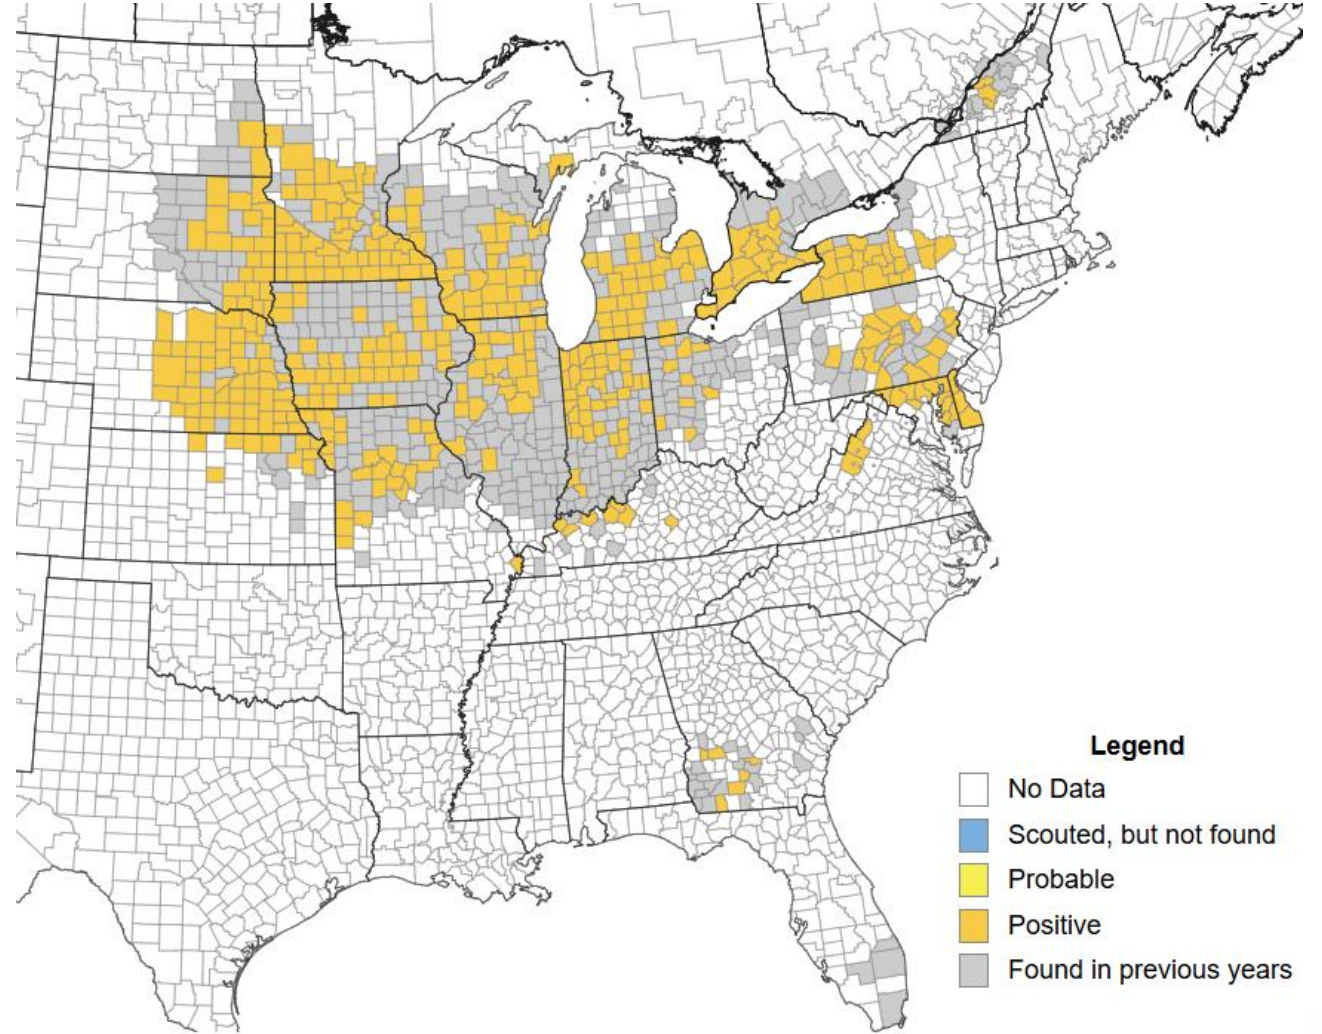 Legend
No Data
Scouted, but not found
Probable
Positive
Found in previous years